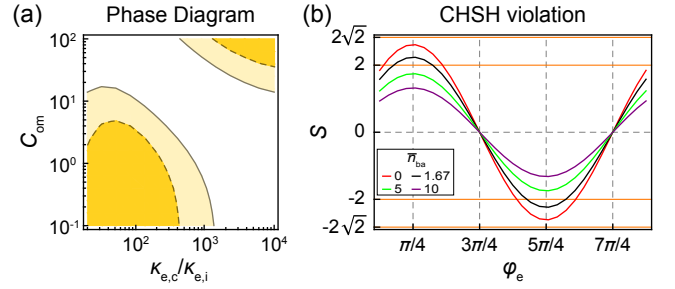 (a) Phase Diagram
10²
10¹
10⁰
10⁻¹
C_om
10² 10³ 10⁴
κ_e,c/κ_e,i
(b) CHSH violation
2√2
2
0
-2
-2√2
S
n̅_ba
0 1.67
5 10
π/4 3π/4 5π/4 7π/4
φ_e